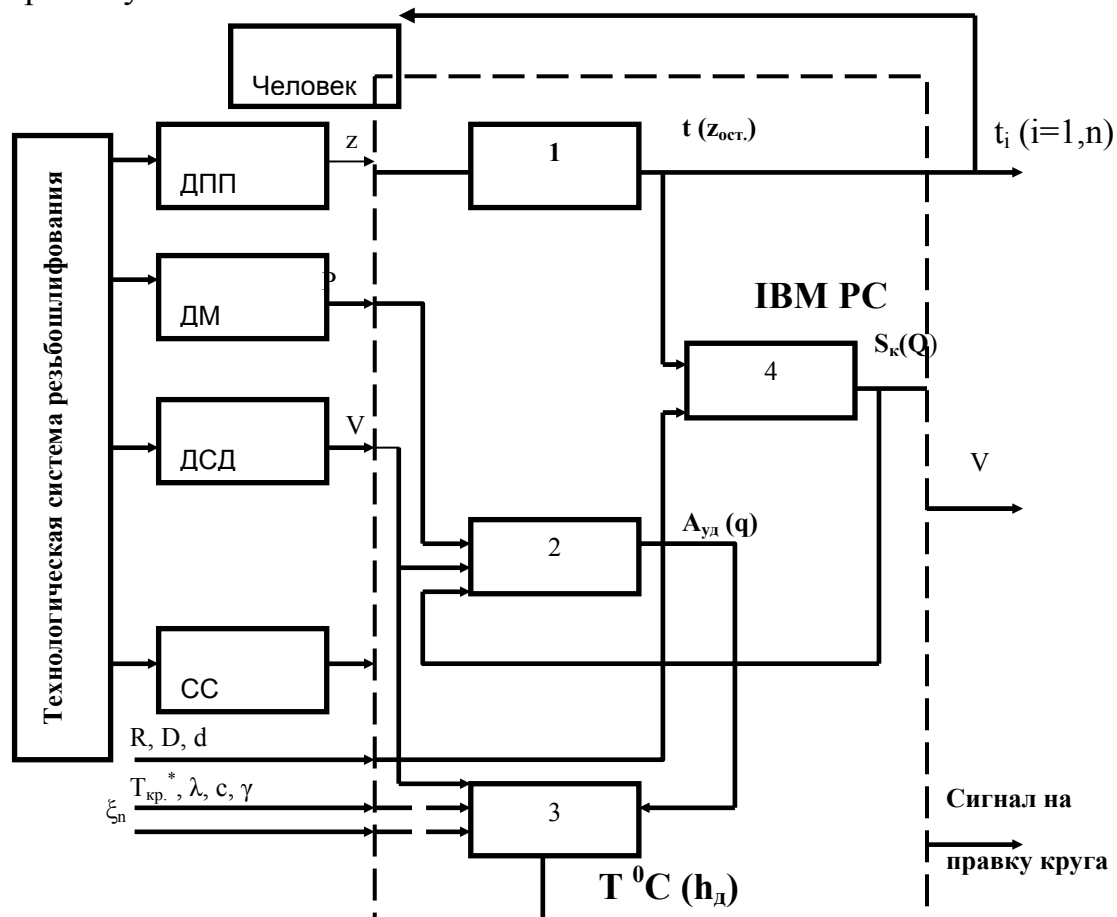 Человек
t (zост.)
ti (i=1,n)
z
1
ДПП
Технологическая система резьбошлифования
P
ДМ
IBM PC
Sк(Q)
4
V
ДСД
V
Aуд (q)
2
СС
R, D, d
Tкр.*, λ, c, γ
ξn
3
Сигнал на
правку круга
T 0C (hд)